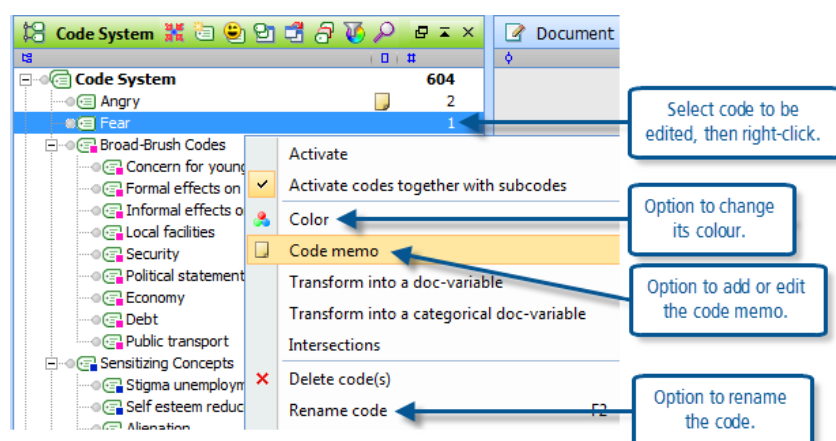 Code System
Document
#
Code System 604
Angry 2
Fear 1
Broad-Brush Codes
Concern for young
Formal effects on
Informal effects o
Local facilities
Security
Political statement
Economy
Debt
Public transport
Sensitizing Concepts
Stigma unemploym
Self esteem reduc
Alienation
Activate
Activate codes together with subcodes
Color
Code memo
Transform into a doc-variable
Transform into a categorical doc-variable
Intersections
Delete code(s)
Rename code F2
Select code to be
edited, then right-click.
Option to change
its colour.
Option to add or edit
the code memo.
Option to rename
the code.